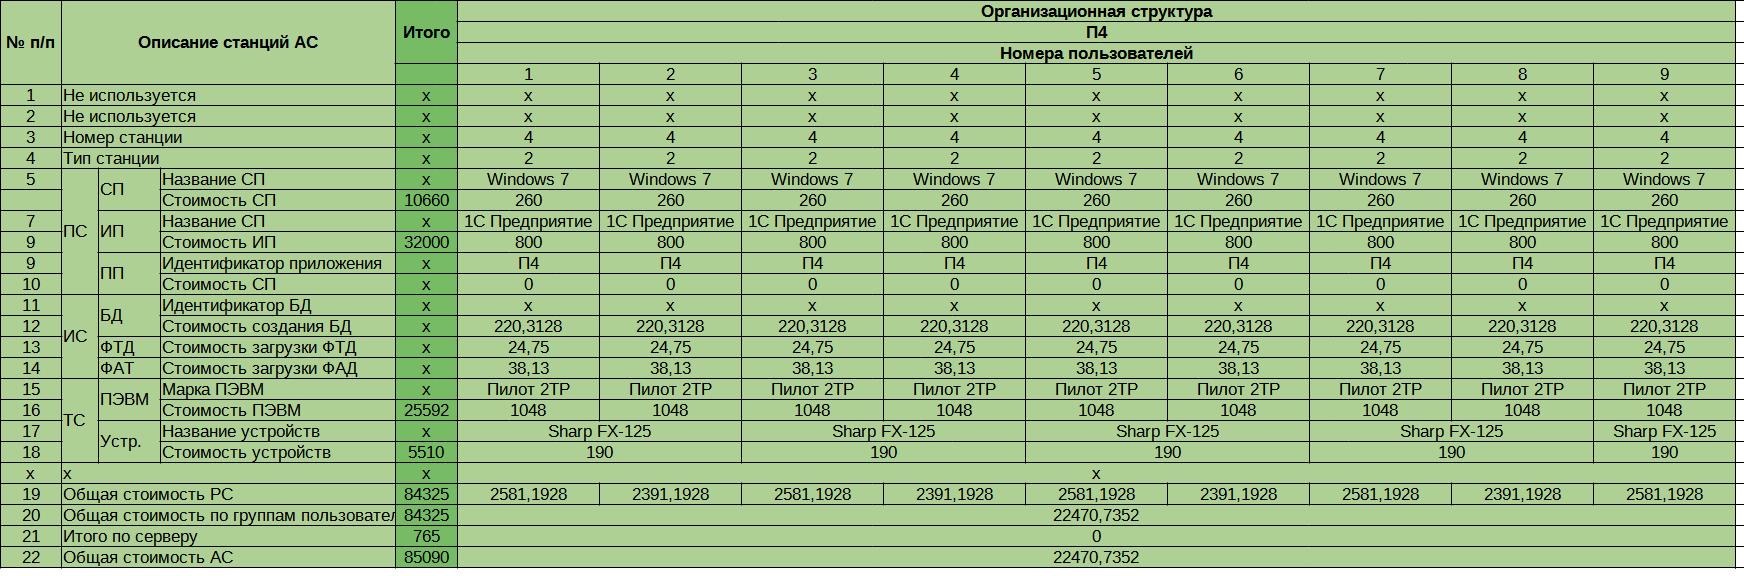 № п/п Описание станций АС Итого Организационная структура
П4
Номера пользователей
1 2 3 4 5 6 7 8 9
1 Не используется x x x x x x x x x x
2 Не используется x x x x x x x x x x
3 Номер станции x 4 4 4 4 4 4 4 4 4
4 Тип станции x 2 2 2 2 2 2 2 2 2
5 ПС СП Название СП x Windows 7 Windows 7 Windows 7 Windows 7 Windows 7 Windows 7 Windows 7 Windows 7 Windows 7
Стоимость СП 10660 260 260 260 260 260 260 260 260 260
7 ИП Название СП x 1С Предприятие 1С Предприятие 1С Предприятие 1С Предприятие 1С Предприятие 1С Предприятие 1С Предприятие 1С Предприятие 1С Предприятие
9 Стоимость ИП 32000 800 800 800 800 800 800 800 800 800
9 ПП Идентификатор приложения x П4 П4 П4 П4 П4 П4 П4 П4 П4
10 Стоимость СП x 0 0 0 0 0 0 0 0 0
11 ИС БД Идентификатор БД x x x x x x x x x x
12 Стоимость создания БД x 220,3128 220,3128 220,3128 220,3128 220,3128 220,3128 220,3128 220,3128 220,3128
13 ФТД Стоимость загрузки ФТД x 24,75 24,75 24,75 24,75 24,75 24,75 24,75 24,75 24,75
14 ФАТ Стоимость загрузки ФАД x 38,13 38,13 38,13 38,13 38,13 38,13 38,13 38,13 38,13
15 ТС ПЭВМ Марка ПЭВМ x Пилот 2ТР Пилот 2ТР Пилот 2ТР Пилот 2ТР Пилот 2ТР Пилот 2ТР Пилот 2ТР Пилот 2ТР Пилот 2ТР
16 Стоимость ПЭВМ 25592 1048 1048 1048 1048 1048 1048 1048 1048 1048
17 Устр. Название устройств x Sharp FX-125 Sharp FX-125 Sharp FX-125 Sharp FX-125 Sharp FX-125
18 Стоимость устройств 5510 190 190 190 190 190
x x x x
19 Общая стоимость РС 84325 2581,1928 2391,1928 2581,1928 2391,1928 2581,1928 2391,1928 2581,1928 2391,1928 2581,1928
20 Общая стоимость по группам пользовател 84325 22470,7352
21 Итого по серверу 765 0
22 Общая стоимость АС 85090 22470,7352